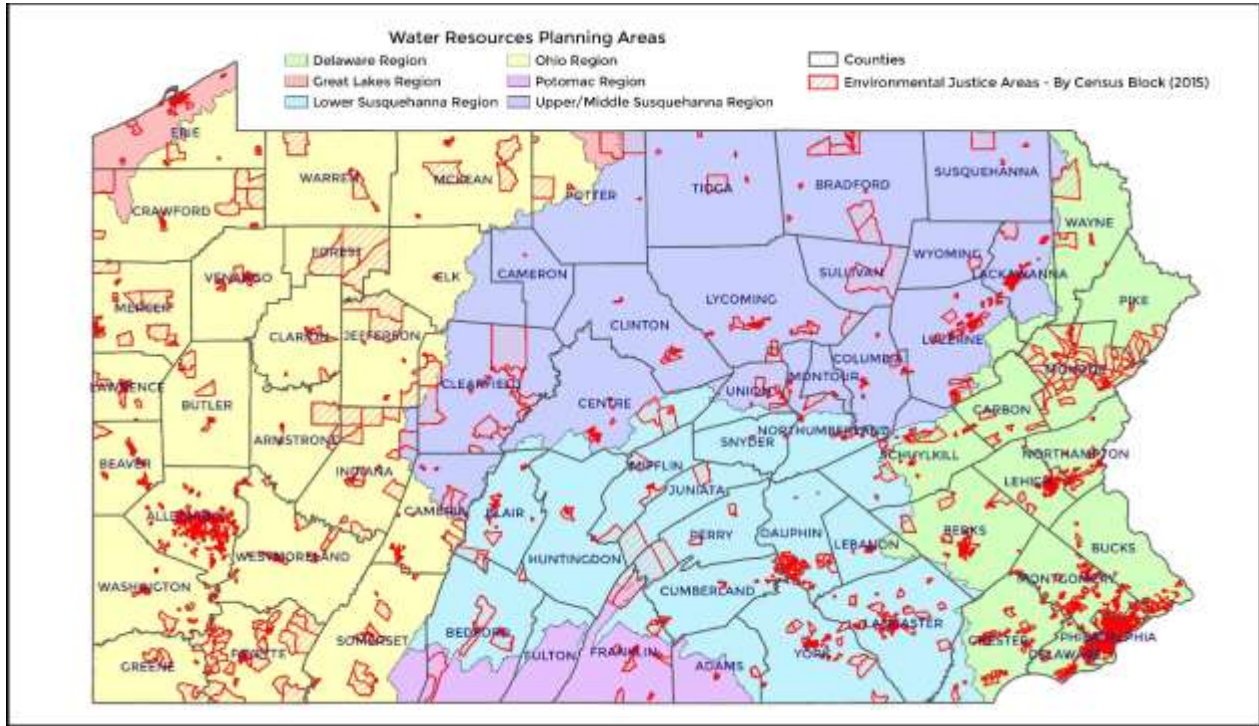 Water Resources Planning Areas
Delaware Region
Ohio Region
Counties
Great Lakes Region
Potomac Region
Environmental Justice Areas - By Census Block (2015)
Lower Susquehanna Region
Upper/Middle Susquehanna Region
ERIE
WARREN
MCKEAN
POTTER
TIOGA
BRADFORD
SUSQUEHANNA
CRAWFORD
WAYNE
FOREST
VENANGO
ELK
CAMERON
SULLIVAN
WYOMING
LACKAWANNA
MERCER
LYCOMING
PIKE
CLARION
JEFFERSON
CLINTON
LUZERNE
COLUMBIA
MONROE
LAWRENCE
CLEARFIELD
MONTOUR
UNION
BUTLER
CENTRE
CARBON
ARMSTRONG
SNYDER
NORTHUMBERLAND
BEAVER
INDIANA
MIFFLIN
SCHUYLKILL
NORTHAMPTON
JUNIATA
LEHIGH
ALLEGHENY
CAMBRIA
BLAIR
PERRY
DAUPHIN
BERKS
WESTMORELAND
HUNTINGDON
LEBANON
BUCKS
WASHINGTON
CUMBERLAND
MONTGOMERY
LANCASTER
SOMERSET
BEDFORD
FAYETTE
FULTON
FRANKLIN
YORK
CHESTER
PHILADELPHIA
GREENE
ADAMS
DELAWARE